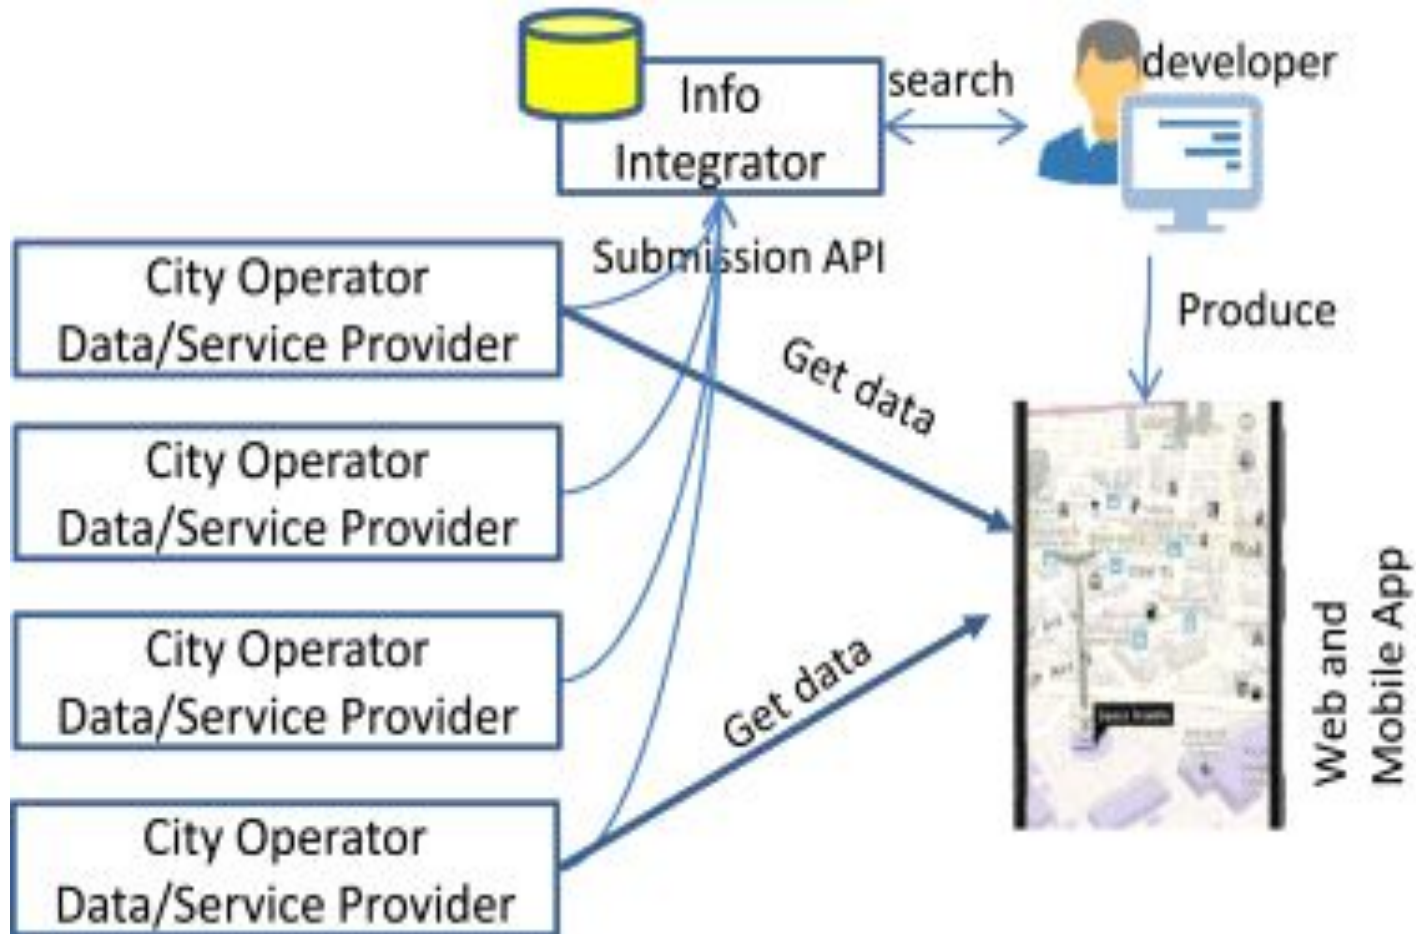 Info
Integrator
search
developer
Submission API
City Operator
Data/Service Provider
Get data
Produce
City Operator
Data/Service Provider
City Operator
Data/Service Provider
Get data
City Operator
Data/Service Provider
Web and
Mobile App